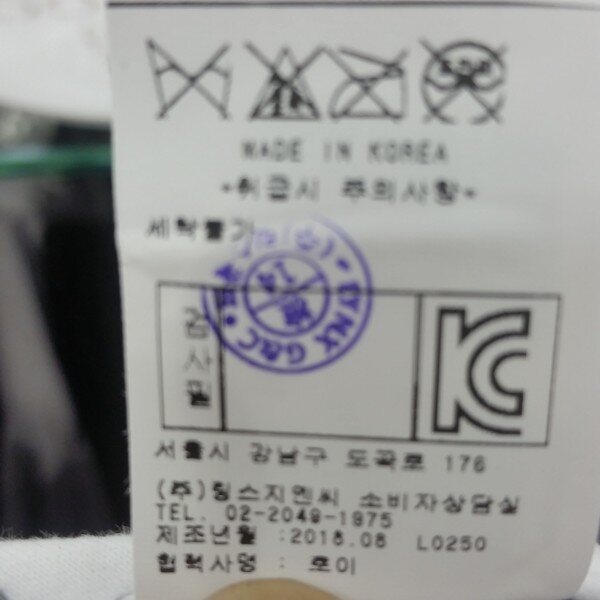 MADE IN KOREA
*취급시 주의사항*
세탁불가
LYNX G&C
검사필
서울시 강남구 도곡로 176
(주)링스지엔씨 소비자상담실
TEL. 02-2049-1975
제조년월 :2018.08 L0250
협력사명 : 로이